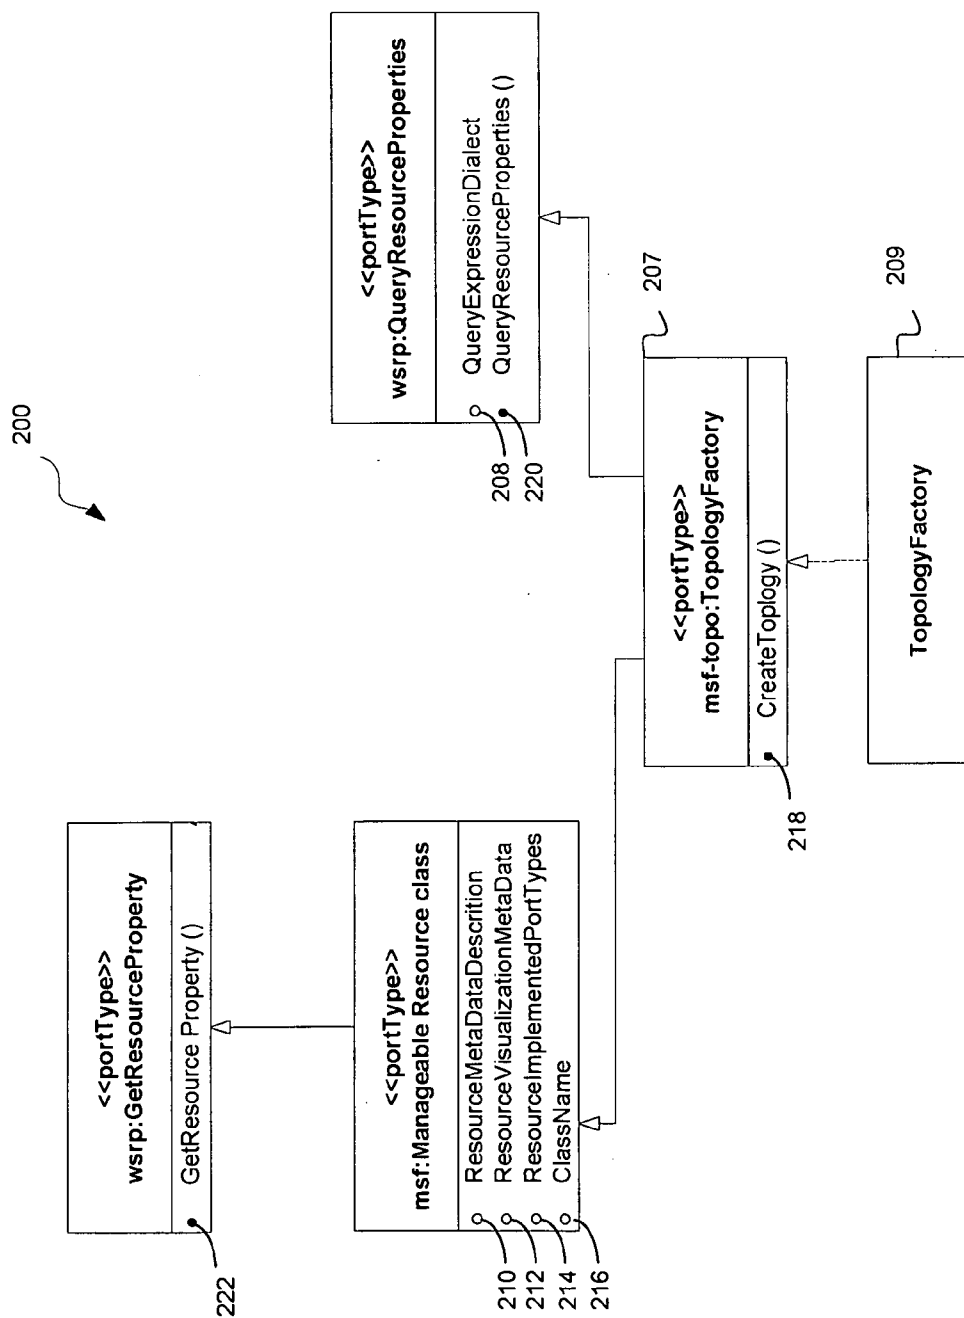 200
<<portType>>
wsrp:GetResourceProperty
GetResource Property ()
222
<<portType>>
msf:Manageable Resource class
ResourceMetaDataDescrition
ResourceVisualizationMetaData
ResourceImplementedPortTypes
ClassName
210
212
214
216
<<portType>>
wsrp:QueryResourceProperties
QueryExpressionDialect
QueryResourceProperties ()
208
220
<<portType>>
msf-topo:TopologyFactory
CreateToplogy ()
207
218
TopologyFactory
209